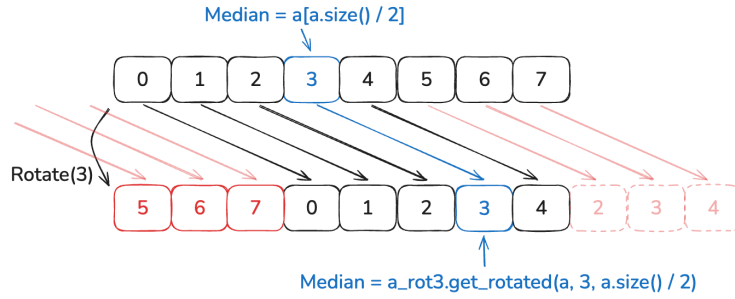 Median = a[a.size() / 2]
0 1 2 3 4 5 6 7
Rotate(3)
5 6 7 0 1 2 3 4 2 3 4
Median = a_rot3.get_rotated(a, 3, a.size() / 2)